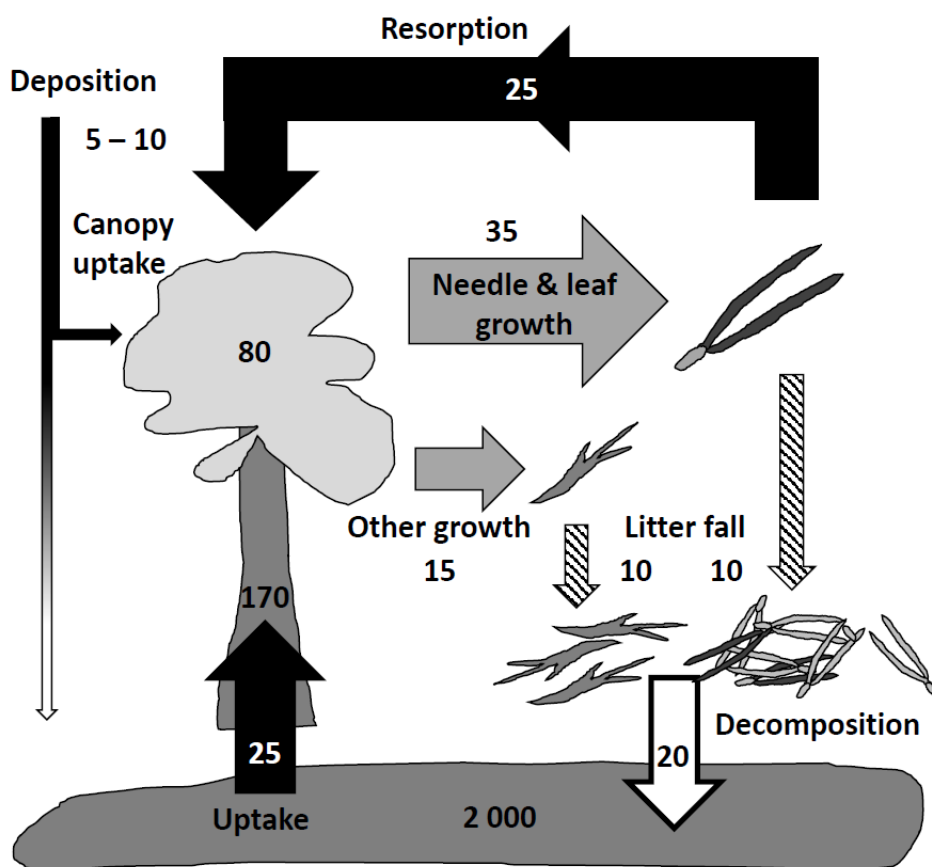 Resorption
25
Deposition
5 – 10
Canopy
uptake
35
Needle & leaf
growth
80
Other growth
15
Litter fall
10
10
170
25
Uptake
Decomposition
20
2 000